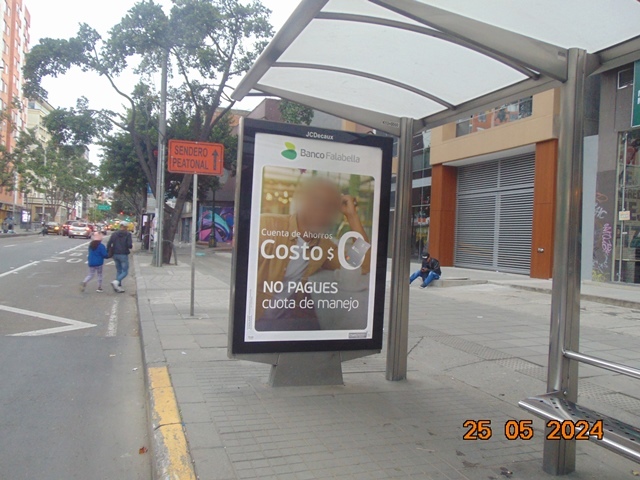 JCDecaux
Banco Falabella
SENDERO
PEATONAL
Cuenta de Ahorros
Costo $0
NO PAGUES
cuota de manejo
25 05 2024